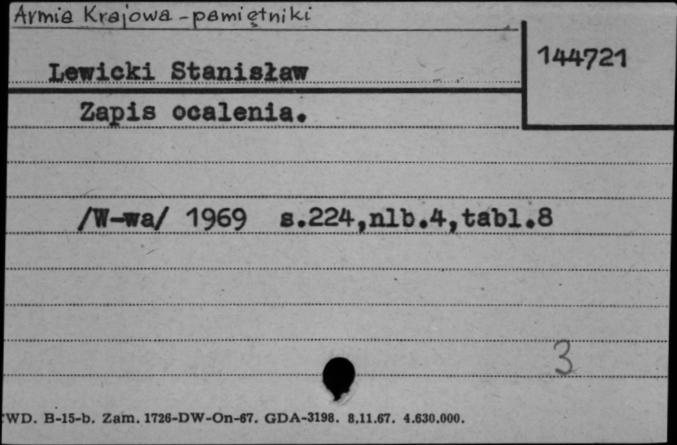 Armia Krajowa - pamiętniki
144721
Lewicki Stanisław
Zapis ocalenia.
/W-wa/ 1969 s.224,nlb.4,tabl.8
3
WD. B-15-b. Zam. 1726-DW-On-67. GDA-3198. 8.11.67. 4.630.000.